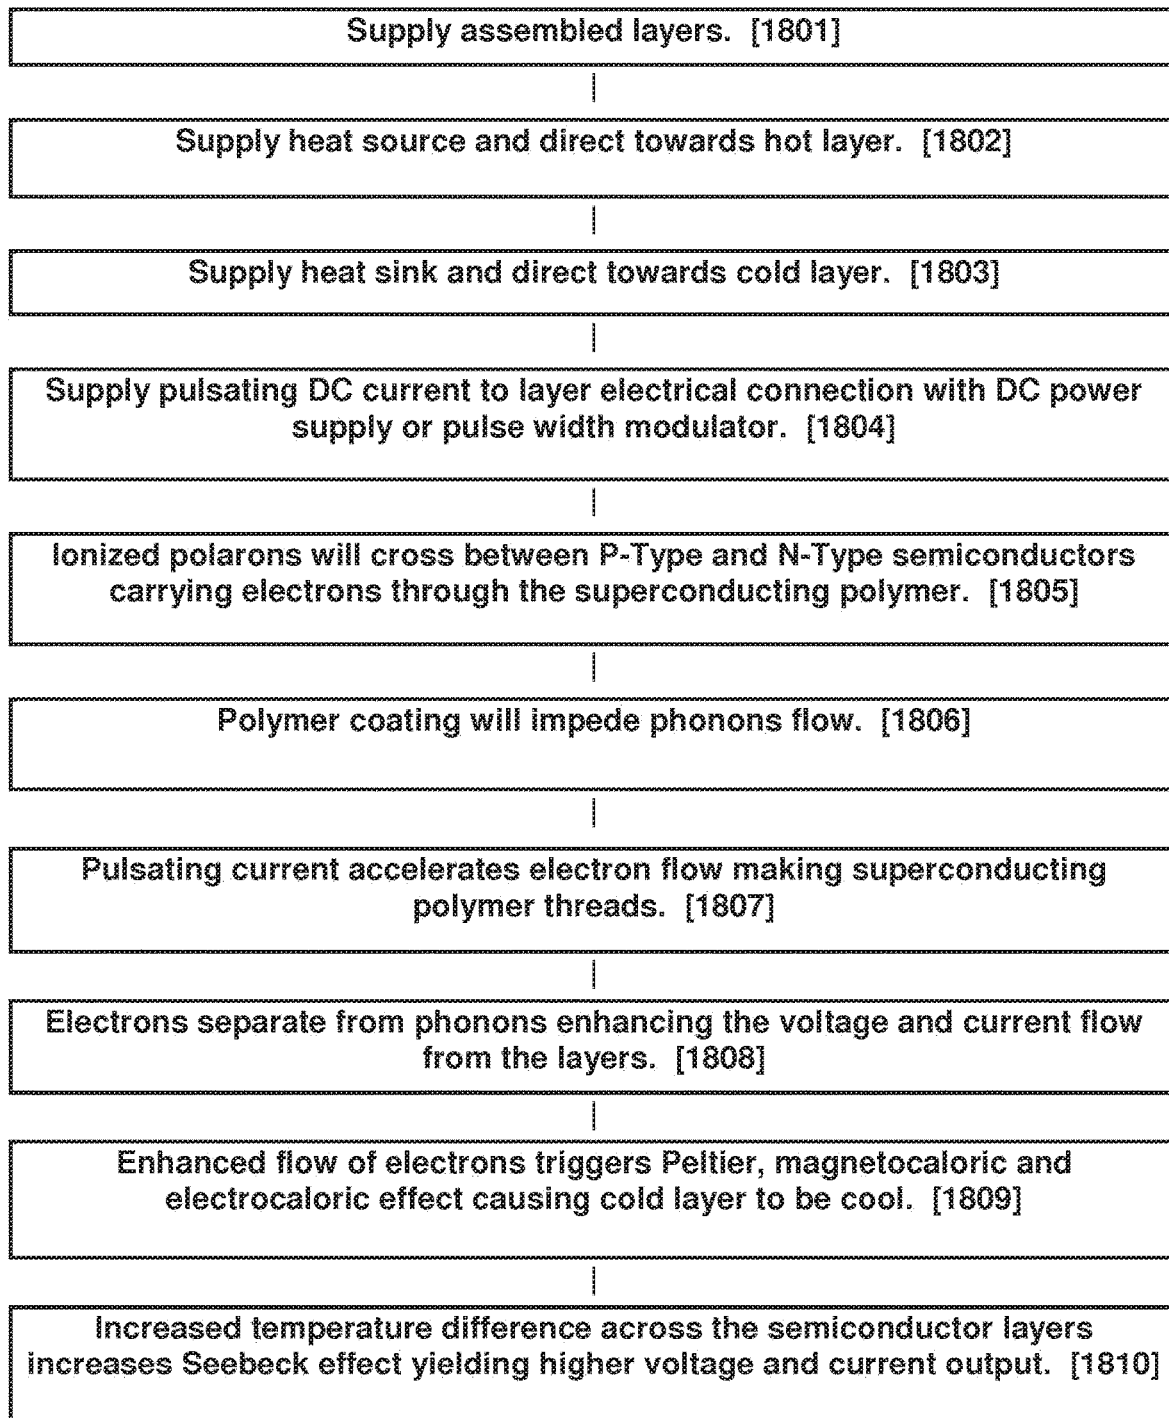 Supply assembled layers. [1801]
Supply heat source and direct towards hot layer. [1802]
Supply heat sink and direct towards cold layer. [1803]
Supply pulsating DC current to layer electrical connection with DC power
supply or pulse width modulator. [1804]
Ionized polarons will cross between P-Type and N-Type semiconductors
carrying electrons through the superconducting polymer. [1805]
Polymer coating will impede phonons flow. [1806]
Pulsating current accelerates electron flow making superconducting
polymer threads. [1807]
Electrons separate from phonons enhancing the voltage and current flow
from the layers. [1808]
Enhanced flow of electrons triggers Peltier, magnetocaloric and
electrocaloric effect causing cold layer to be cool. [1809]
Increased temperature difference across the semiconductor layers
increases Seebeck effect yielding higher voltage and current output. [1810]